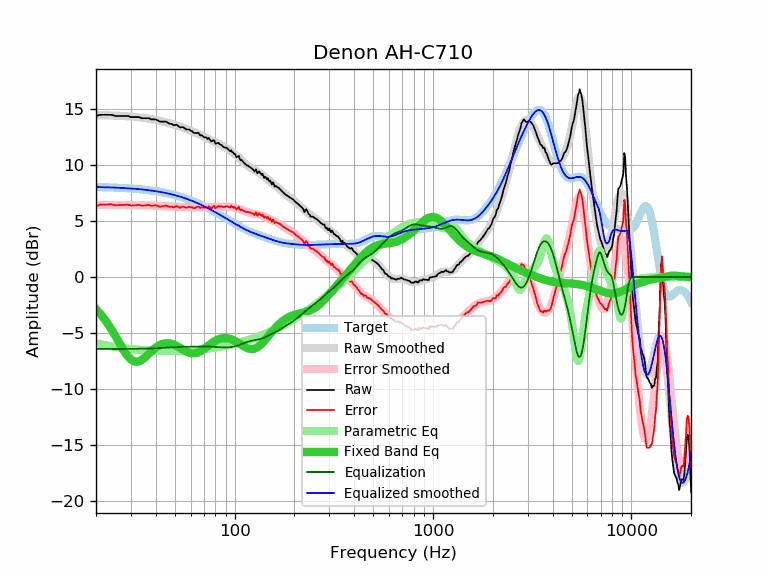 Denon AH-C710
Amplitude (dBr)
15
10
5
0
−5
−10
−15
−20
Target
Raw Smoothed
Error Smoothed
Raw
Error
Parametric Eq
Fixed Band Eq
Equalization
Equalized smoothed
100
1000
10000
Frequency (Hz)